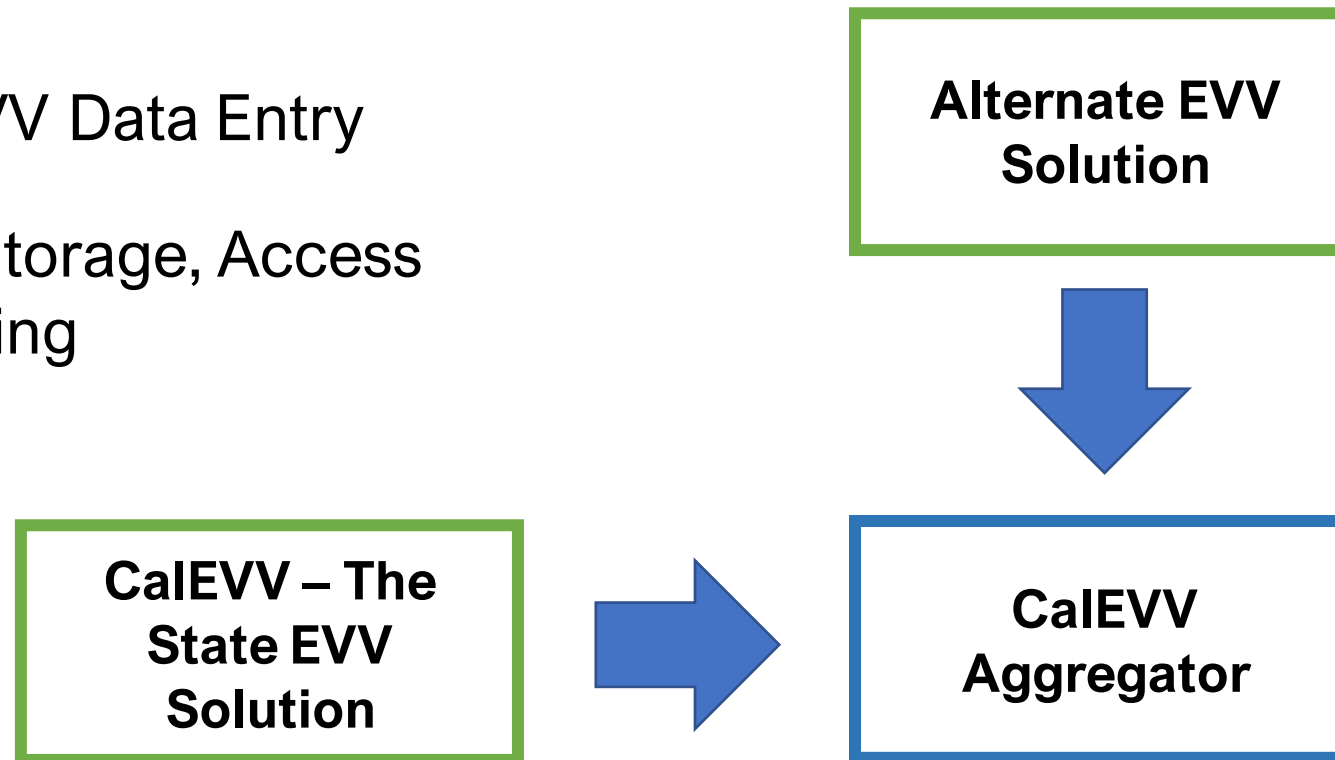 V Data Entry
torage, Access
ing
Alternate EVV
Solution
CalEVV – The
State EVV
Solution
CalEVV
Aggregator